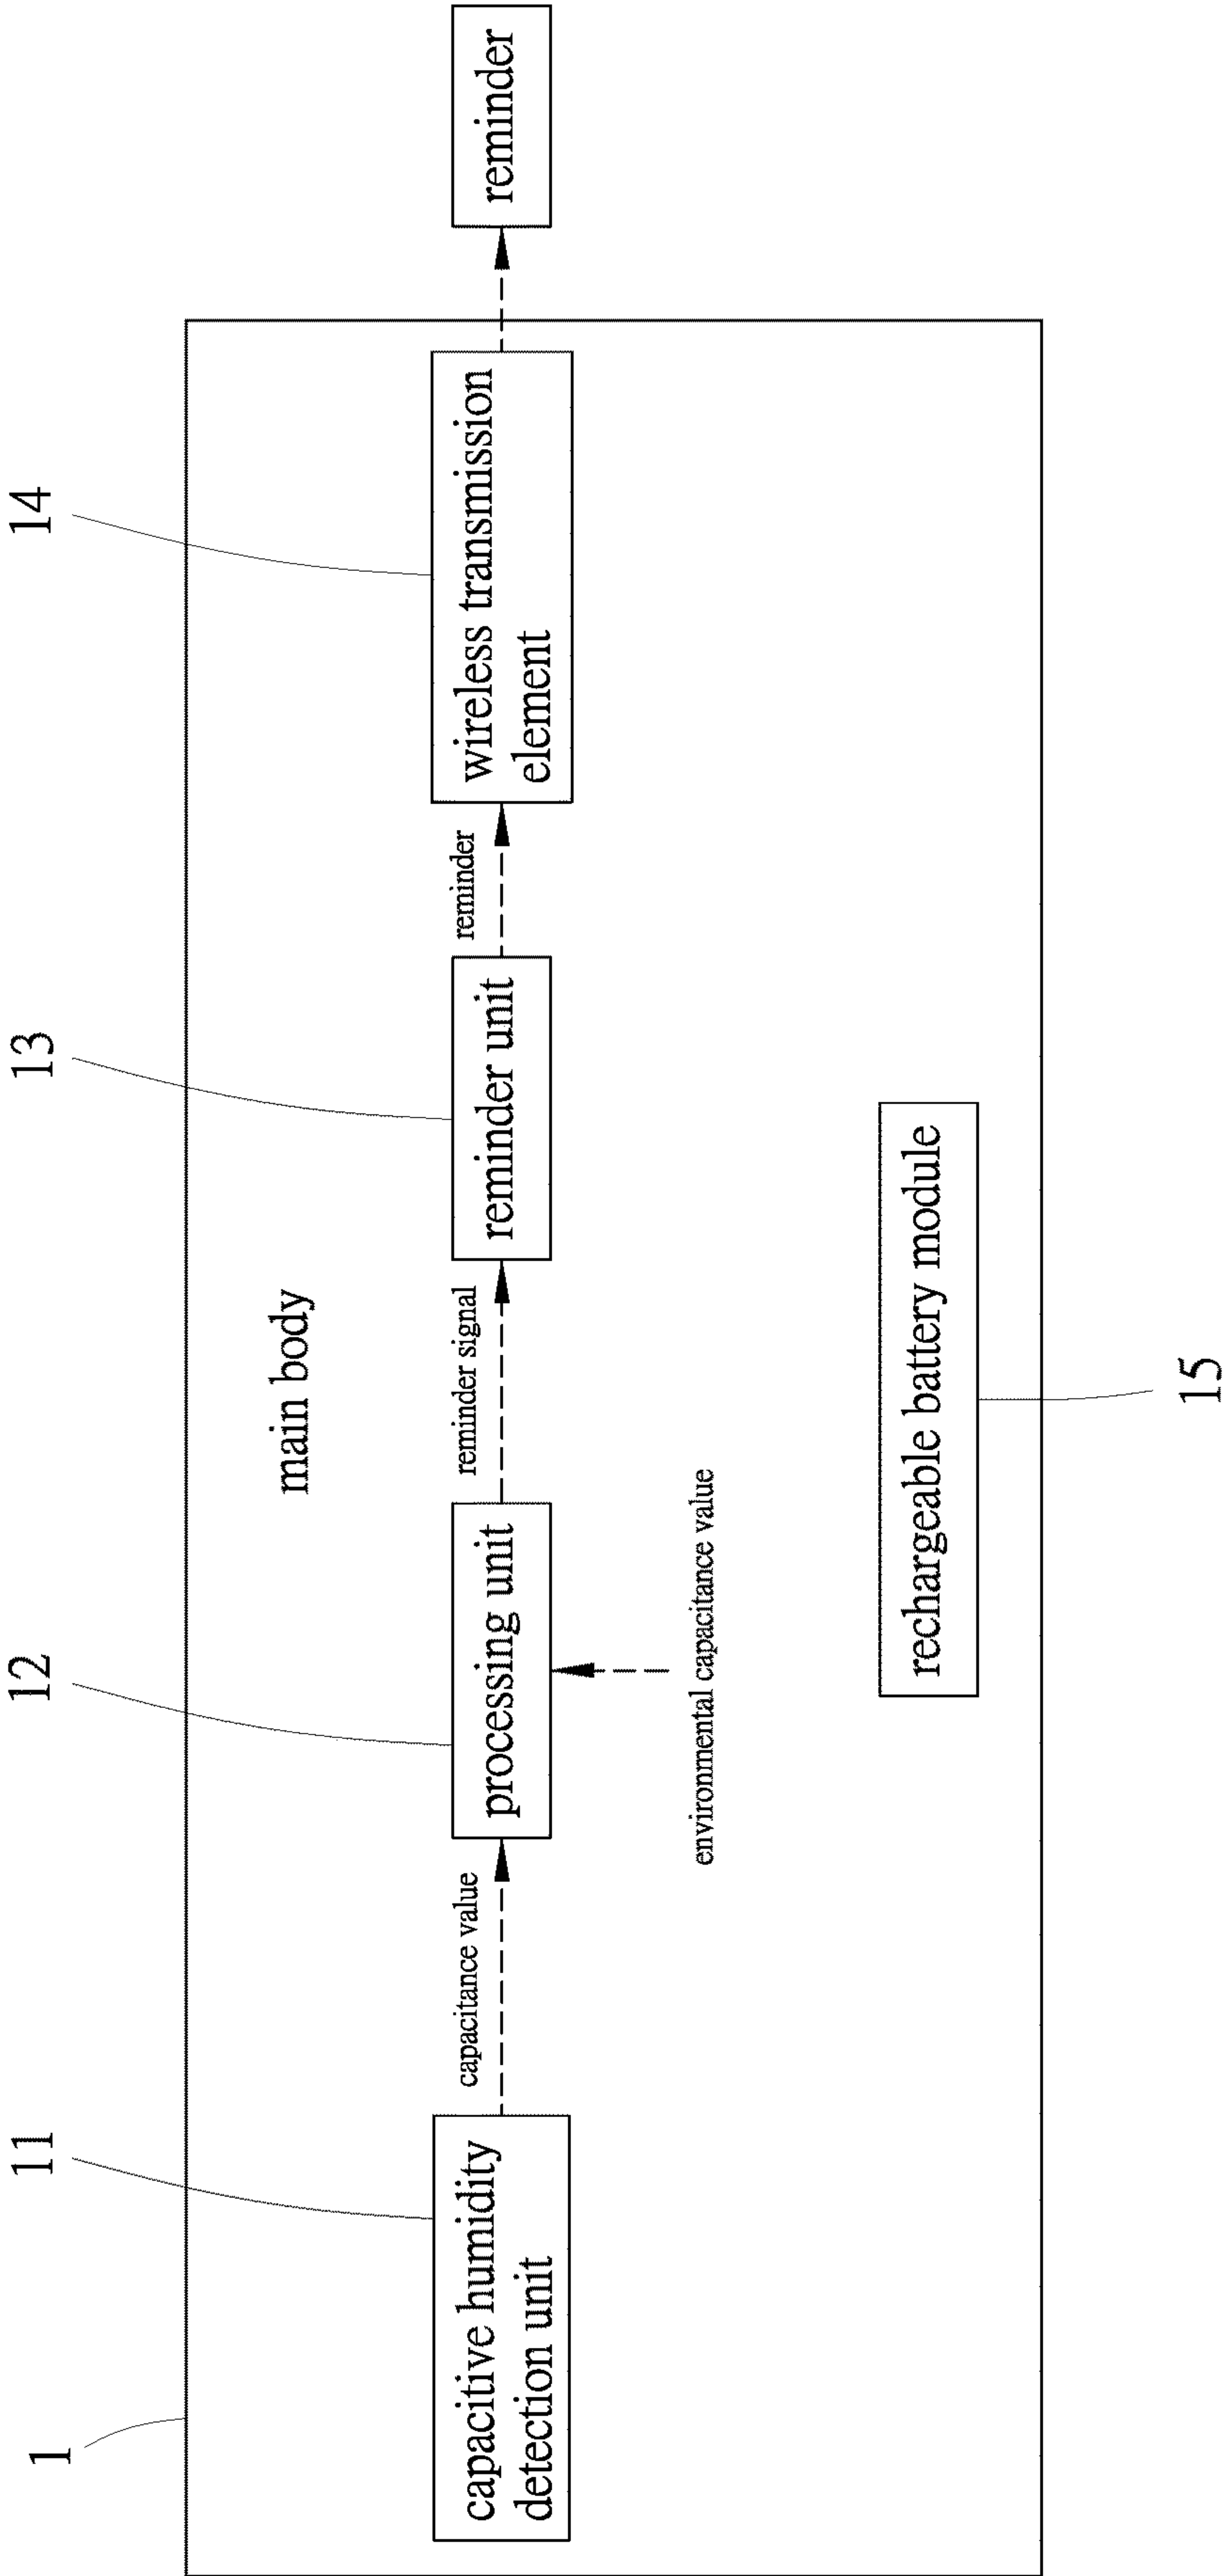 1
11
12
13
14
main body
capacitive humidity
detection unit
capacitance value
processing unit
reminder signal
reminder unit
reminder
wireless transmission
element
reminder
environmental capacitance value
rechargeable battery module
15